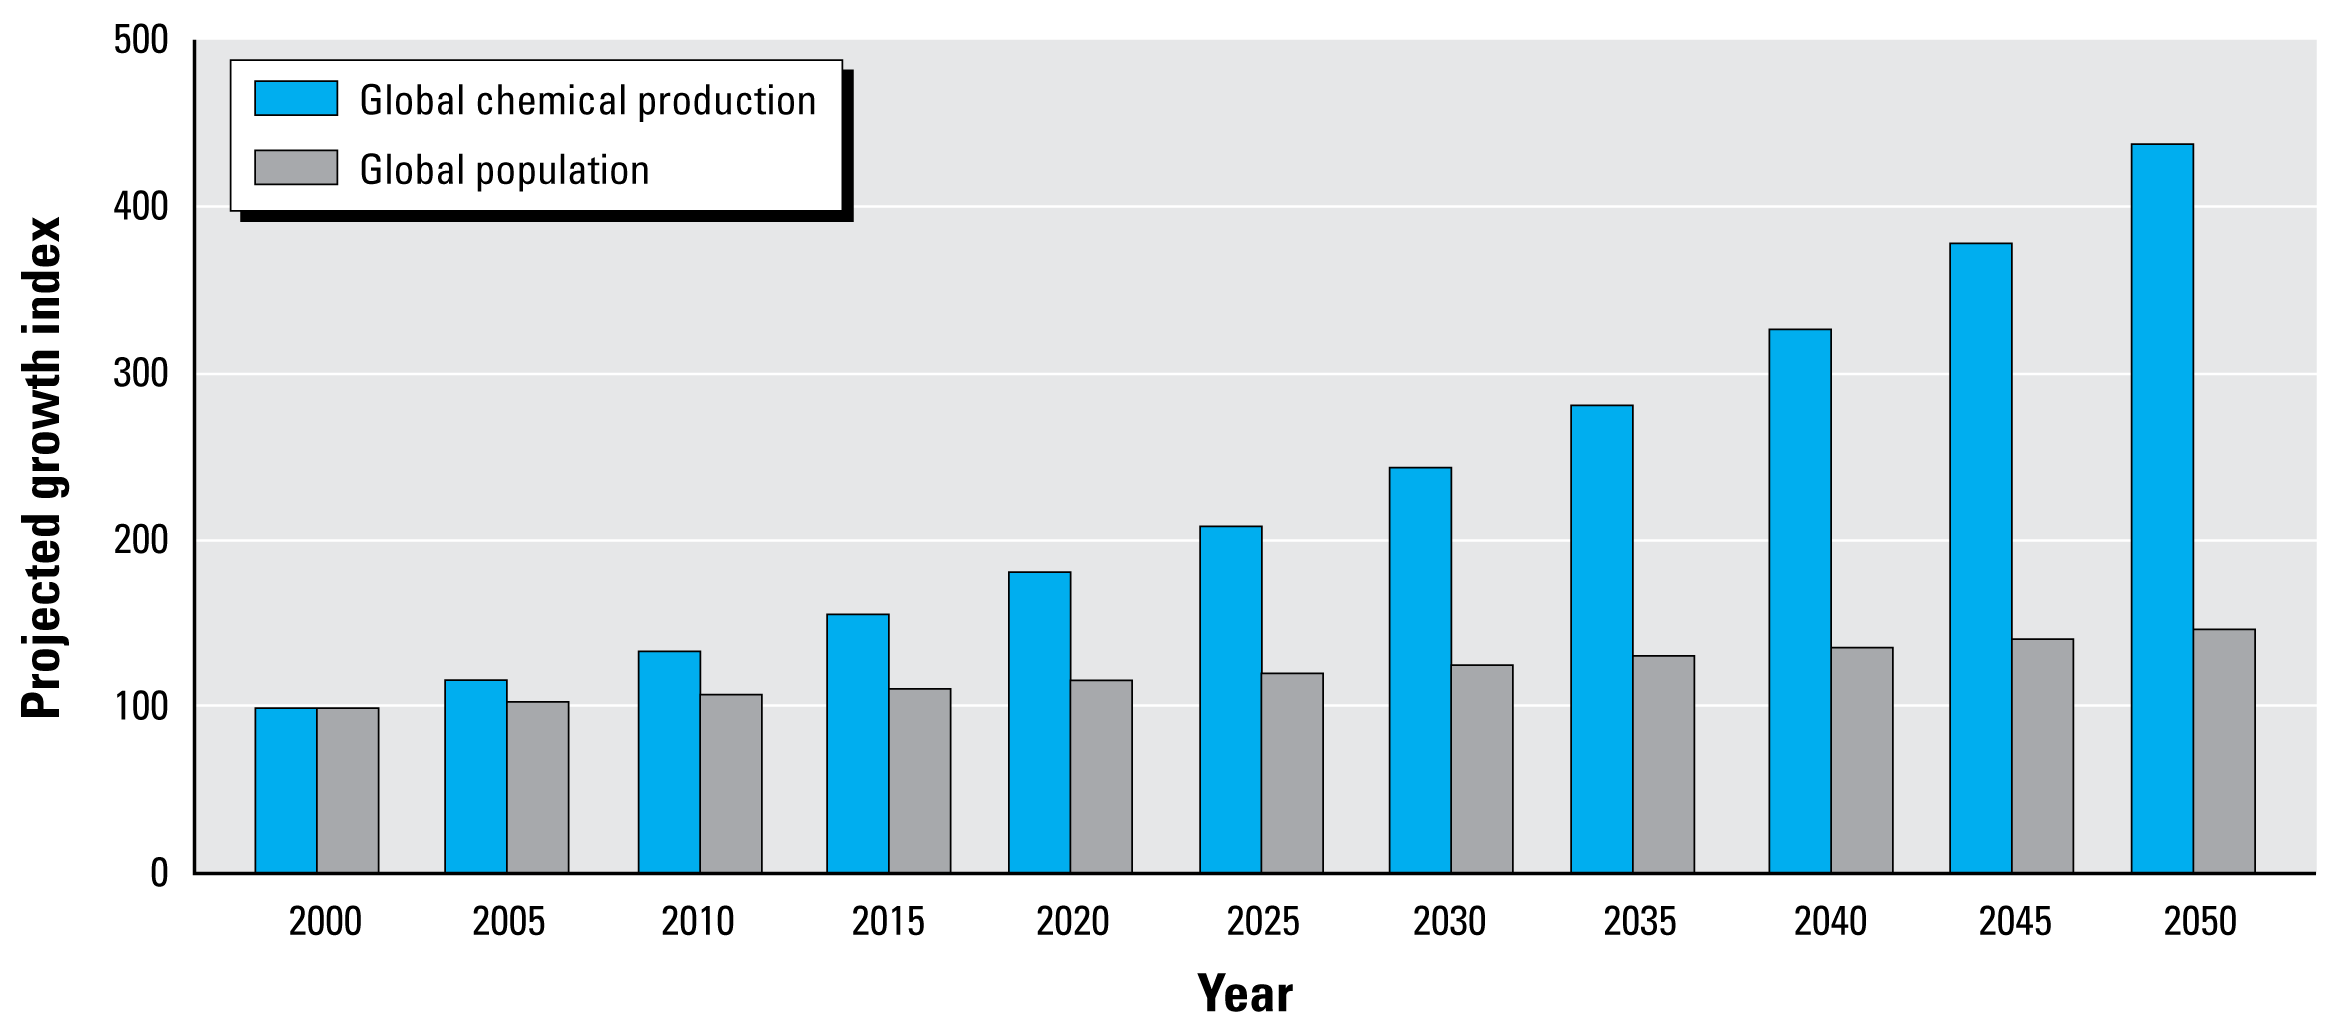 Projected growth index
500
400
300
200
100
0
Global chemical production
Global population
2000 2005 2010 2015 2020 2025 2030 2035 2040 2045 2050
Year